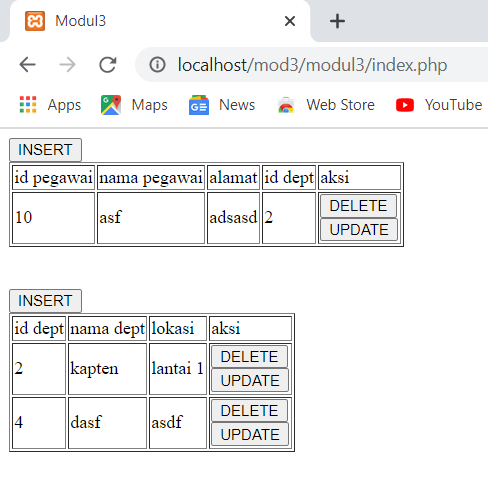 Modul3
localhost/mod3/modul3/index.php
Apps Maps News Web Store YouTube
INSERT
id pegawai nama pegawai alamat id dept aksi
10 asf adsasd 2 DELETE
UPDATE
INSERT
id dept nama dept lokasi aksi
2 kapten lantai 1 DELETE
UPDATE
4 dasf asdf DELETE
UPDATE